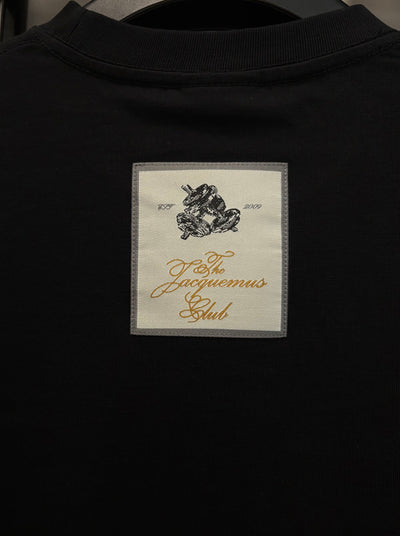 EST 2009
The
Jacquemus
Club